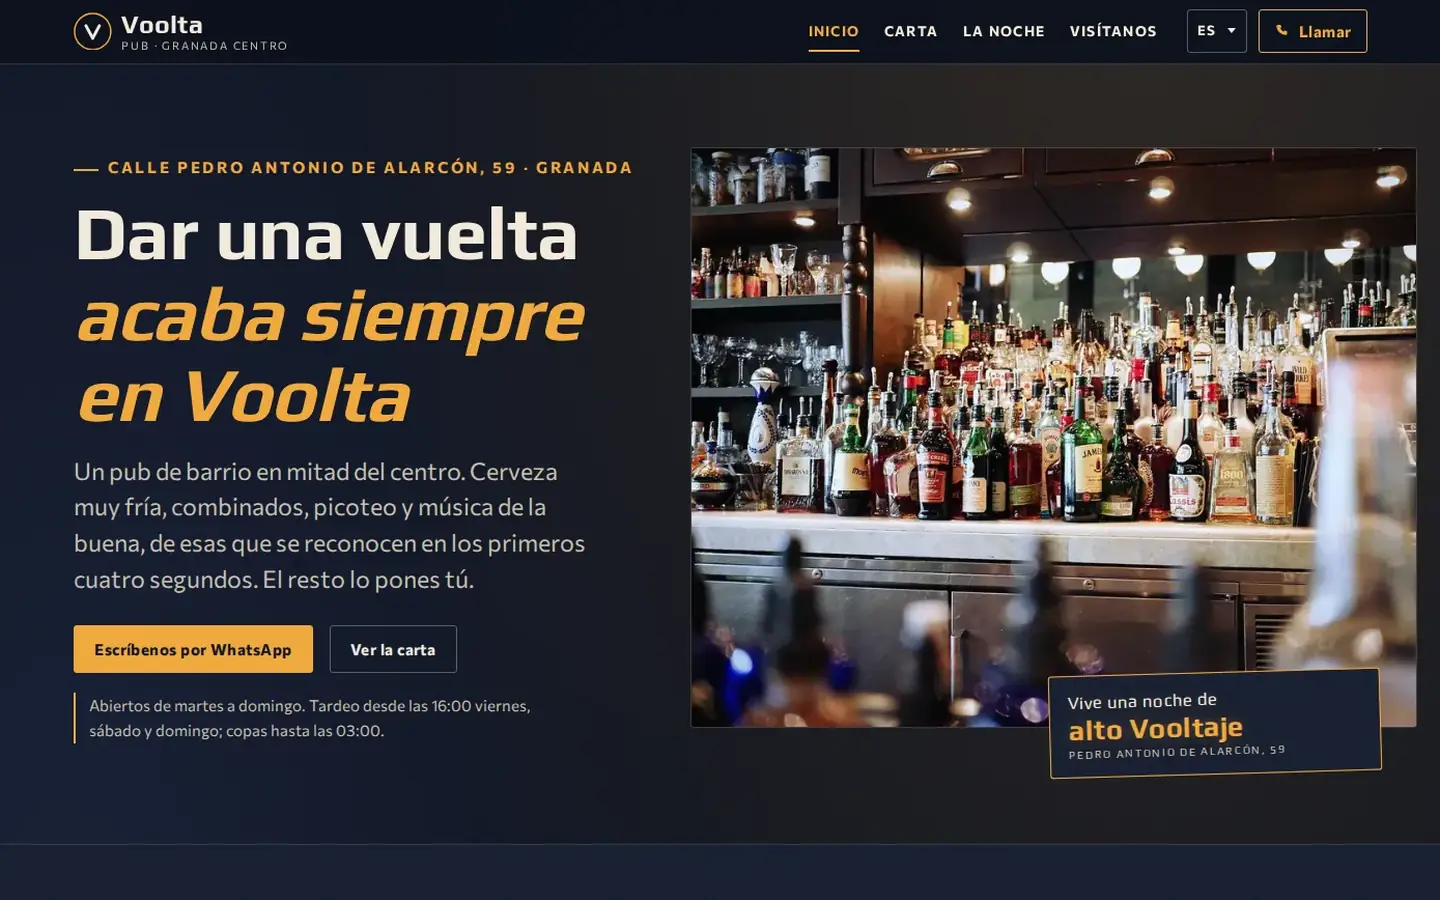 Voolta
PUB · GRANADA CENTRO
INICIO
CARTA
LA NOCHE
VISÍTANOS
ES
Llamar
CALLE PEDRO ANTONIO DE ALARCÓN, 59 · GRANADA
Dar una vuelta
acaba siempre
en Voolta
Un pub de barrio en mitad del centro. Cerveza
muy fría, combinados, picoteo y música de la
buena, de esas que se reconocen en los primeros
cuatro segundos. El resto lo pones tú.
Escríbenos por WhatsApp
Ver la carta
Abiertos de martes a domingo. Tardeo desde las 16:00 viernes,
sábado y domingo; copas hasta las 03:00.
1800
Vive una noche de
alto Vooltaje
PEDRO ANTONIO DE ALARCÓN, 59